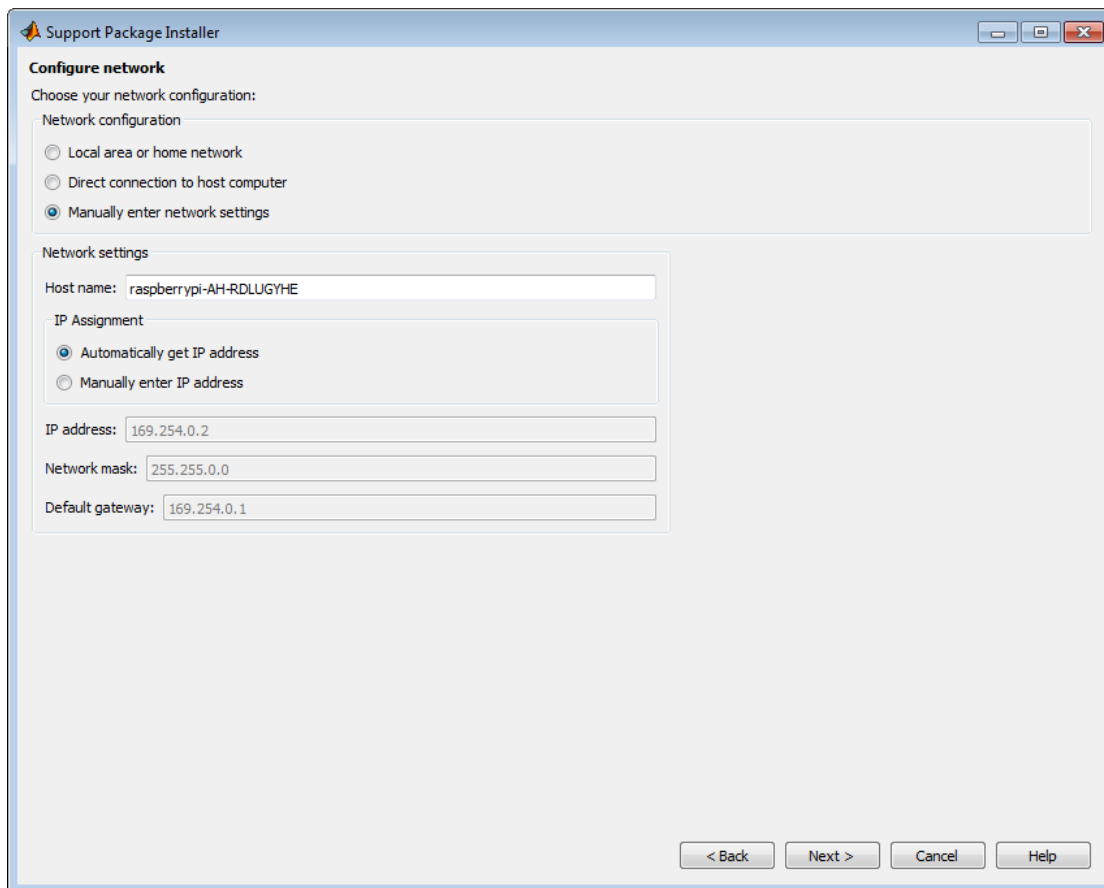 Support Package Installer
Configure network
Choose your network configuration:
Network configuration
Local area or home network
Direct connection to host computer
Manually enter network settings
Network settings
Host name: raspberrypi-AH-RDLUGYHE
IP Assignment
Automatically get IP address
Manually enter IP address
IP address: 169.254.0.2
Network mask: 255.255.0.0
Default gateway: 169.254.0.1
< Back Next > Cancel Help